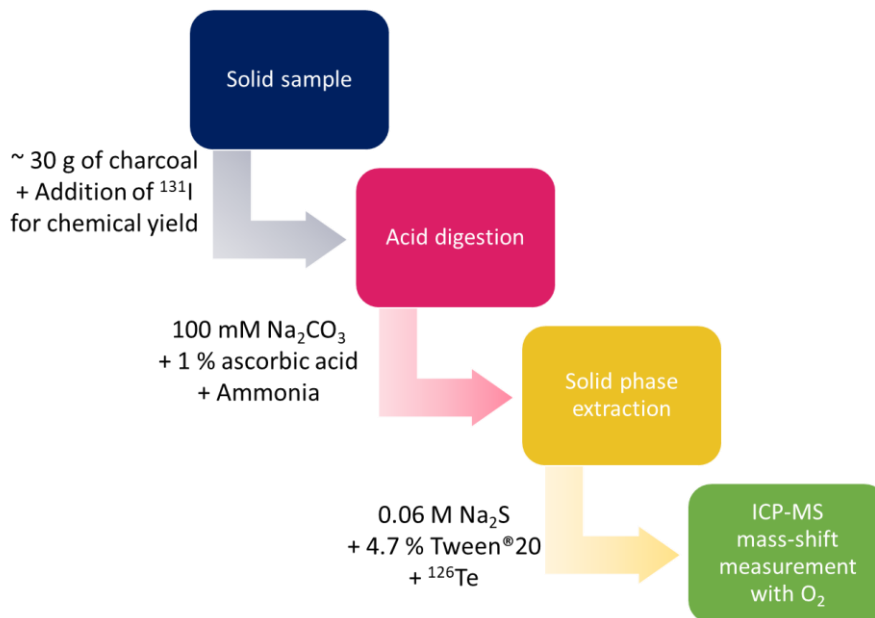 Solid sample
~ 30 g of charcoal
+ Addition of ¹³¹I
for chemical yield
Acid digestion
100 mM Na₂CO₃
+ 1 % ascorbic acid
+ Ammonia
Solid phase
extraction
0.06 M Na₂S
+ 4.7 % Tween®20
+ ¹²⁶Te
ICP-MS
mass-shift
measurement
with O₂